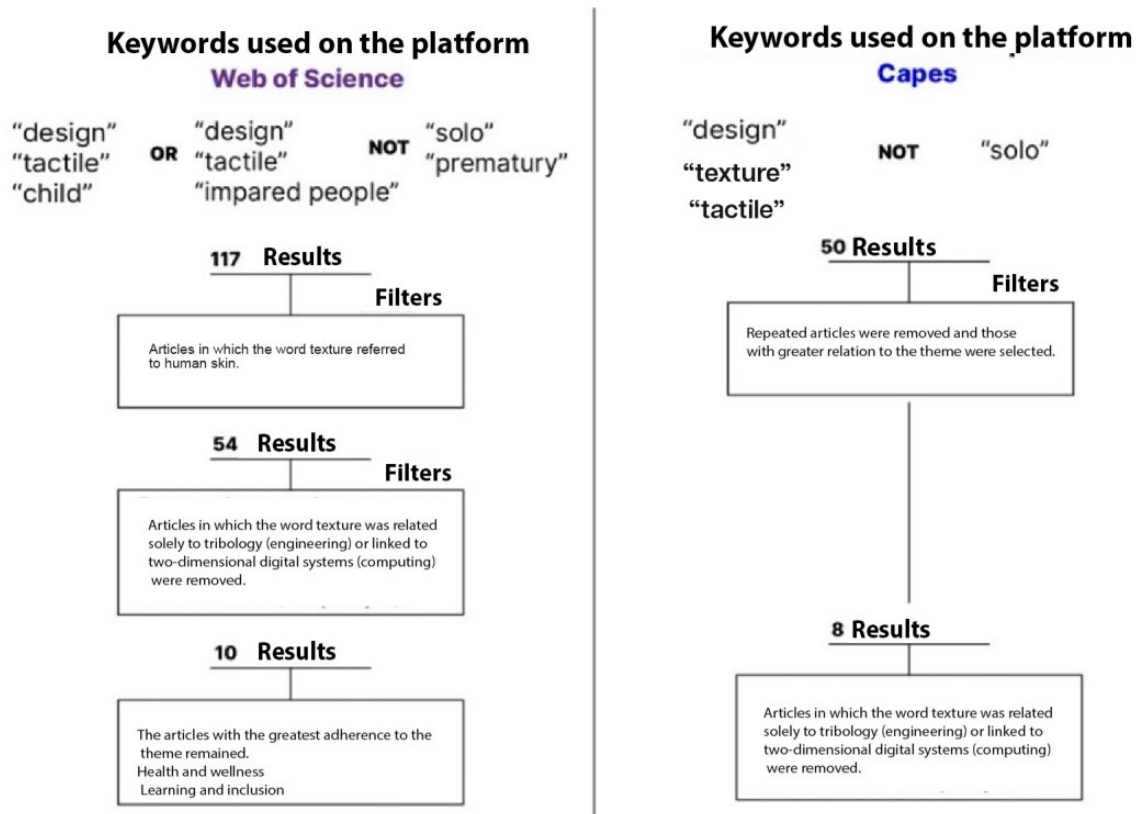 Keywords used on the platform
Web of Science
“design” “design” “solo”
“tactile” OR “tactile” NOT “prematury”
“child” “impared people”
117 Results
Filters
Articles in which the word texture referred
to human skin.
54 Results
Filters
Articles in which the word texture was related
solely to tribology (engineering) or linked to
two-dimensional digital systems (computing)
were removed.
10 Results
The articles with the greatest adherence to the
theme remained.
Health and wellness
Learning and inclusion
Keywords used on the platform
Capes
“design”
“texture” NOT “solo”
“tactile”
50 Results
Filters
Repeated articles were removed and those
with greater relation to the theme were selected.
8 Results
Articles in which the word texture was related
solely to tribology (engineering) or linked to
two-dimensional digital systems (computing)
were removed.